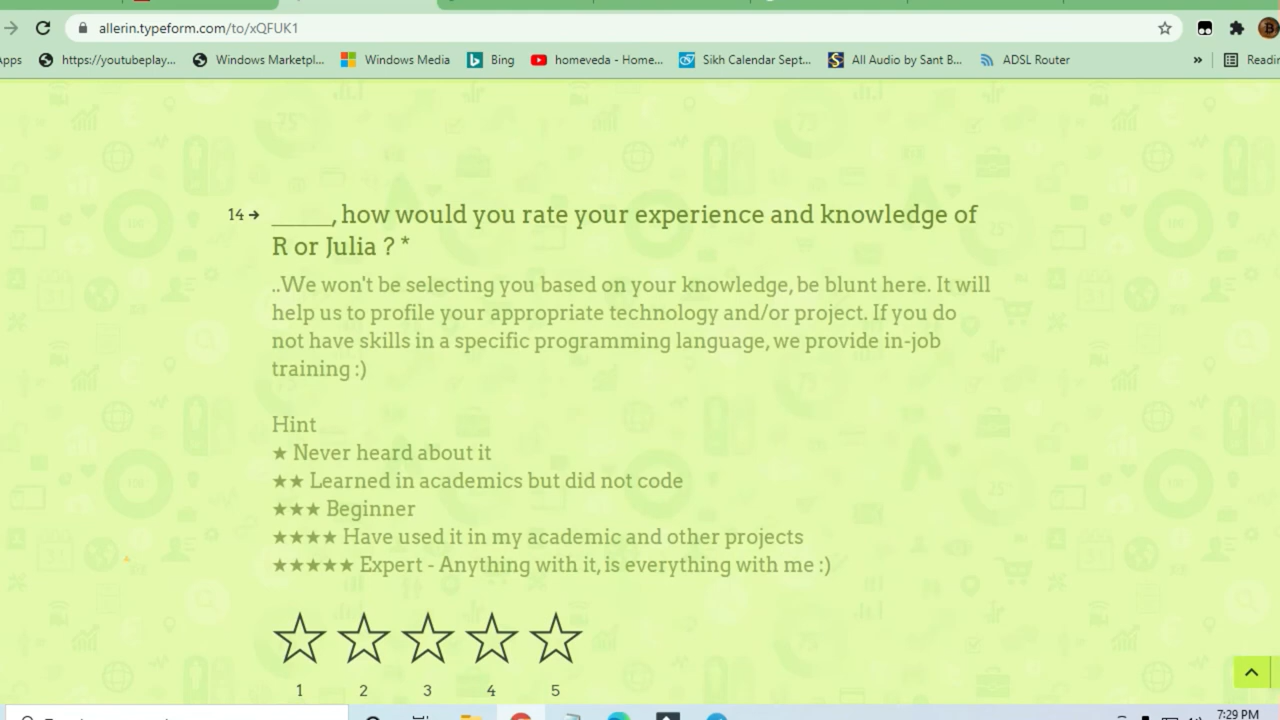 allerin.typeform.com/to/xQFUK1
https://youtubeplay... Windows Marketpl... Windows Media Bing homeveda - Home... Sikh Calendar Sept... All Audio by Sant B... ADSL Router »
14 → _____, how would you rate your experience and knowledge of
R or Julia ? *
..We won't be selecting you based on your knowledge, be blunt here. It will
help us to profile your appropriate technology and/or project. If you do
not have skills in a specific programming language, we provide in-job
training :)
Hint
★ Never heard about it
★★ Learned in academics but did not code
★★★ Beginner
★★★★ Have used it in my academic and other projects
★★★★★ Expert - Anything with it, is everything with me :)
1 2 3 4 5
7:29 PM